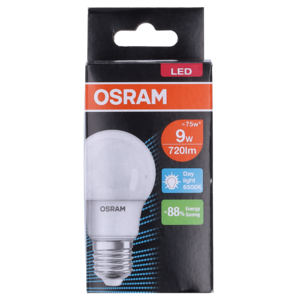 LED
OSRAM
≈75w*
9w
720lm
Day
light
6500K
-88% Energy
Saving
OSRAM